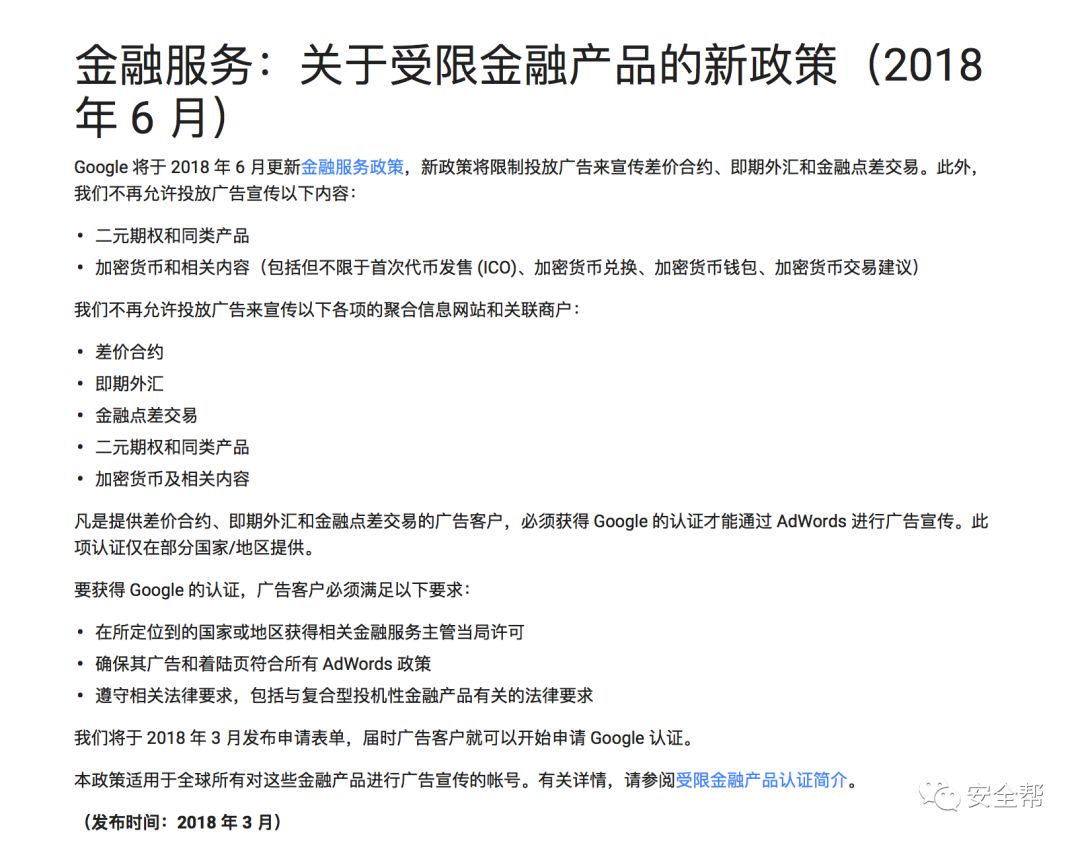 金融服务：关于受限金融产品的新政策（2018
年 6 月）
Google 将于 2018 年 6 月更新金融服务政策，新政策将限制投放广告来宣传差价合约、即期外汇和金融点差交易。此外，
我们不再允许投放广告宣传以下内容：
• 二元期权和同类产品
• 加密货币和相关内容（包括但不限于首次代币发售 (ICO)、加密货币兑换、加密货币钱包、加密货币交易建议）
我们不再允许投放广告来宣传以下各项的聚合信息网站和关联商户：
• 差价合约
• 即期外汇
• 金融点差交易
• 二元期权和同类产品
• 加密货币及相关内容
凡是提供差价合约、即期外汇和金融点差交易的广告客户，必须获得 Google 的认证才能通过 AdWords 进行广告宣传。此
项认证仅在部分国家/地区提供。
要获得 Google 的认证，广告客户必须满足以下要求：
• 在所定位到的国家或地区获得相关金融服务主管当局许可
• 确保其广告和着陆页符合所有 AdWords 政策
• 遵守相关法律要求，包括与复合型投机性金融产品有关的法律要求
我们将于 2018 年 3 月发布申请表单，届时广告客户就可以开始申请 Google 认证。
本政策适用于全球所有对这些金融产品进行广告宣传的帐号。有关详情，请参阅受限金融产品认证简介。
安全帮
（发布时间：2018 年 3 月）